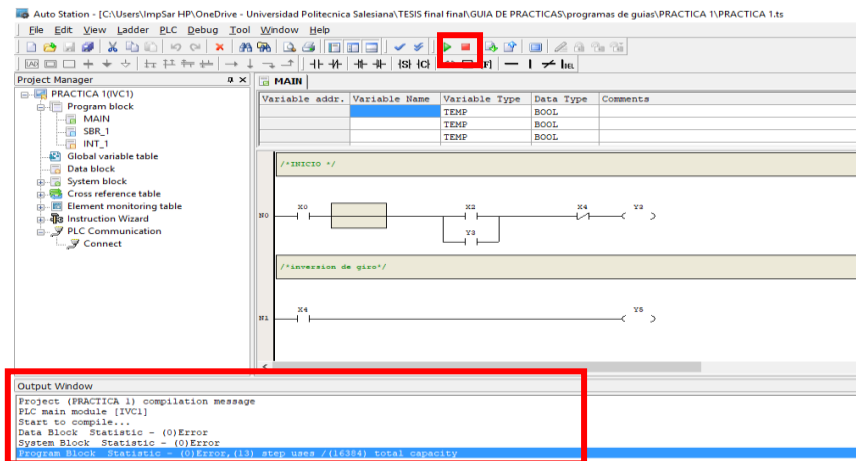 Auto Station - [C:\Users\ImpSar HP\OneDrive - Universidad Politecnica Salesiana\TESIS final final\GUIA DE PRACTICAS\programas de guias\PRACTICA 1\PRACTICA 1.ts
File Edit View Ladder PLC Debug Tool Window Help
Project Manager
MAIN
PRACTICA 1(IVC1)
Program block
MAIN
SBR_1
INT_1
Global variable table
Data block
System block
Cross reference table
Element monitoring table
Instruction Wizard
PLC Communication
Connect
Variable addr. Variable Name Variable Type Data Type Comments
TEMP BOOL
TEMP BOOL
TEMP BOOL
/*INICIO */
N0 X0 X2 X4 Y3
Y3
/*inversion de giro*/
N1 X4 Y5
Output Window
Project (PRACTICA 1) compilation message
PLC main module [IVC1]
Start to compile...
Data Block Statistic - (0)Error
System Block Statistic - (0)Error
Program Block Statistic - (0)Error,(13) step uses /(16384) total capacity